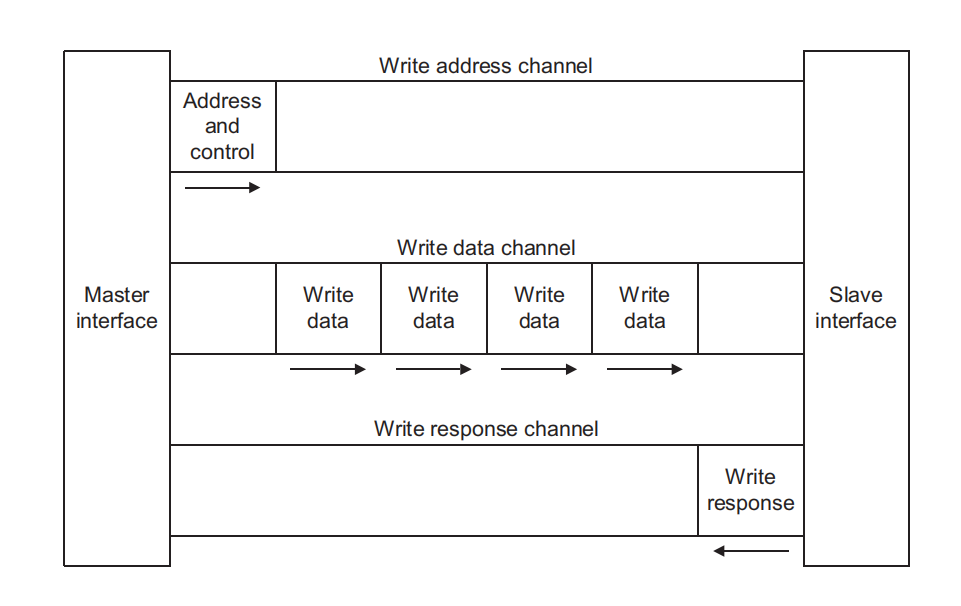 Write address channel
Address
and
control
Write data channel
Master
interface
Write
data
Write
data
Write
data
Write
data
Slave
interface
Write response channel
Write
response